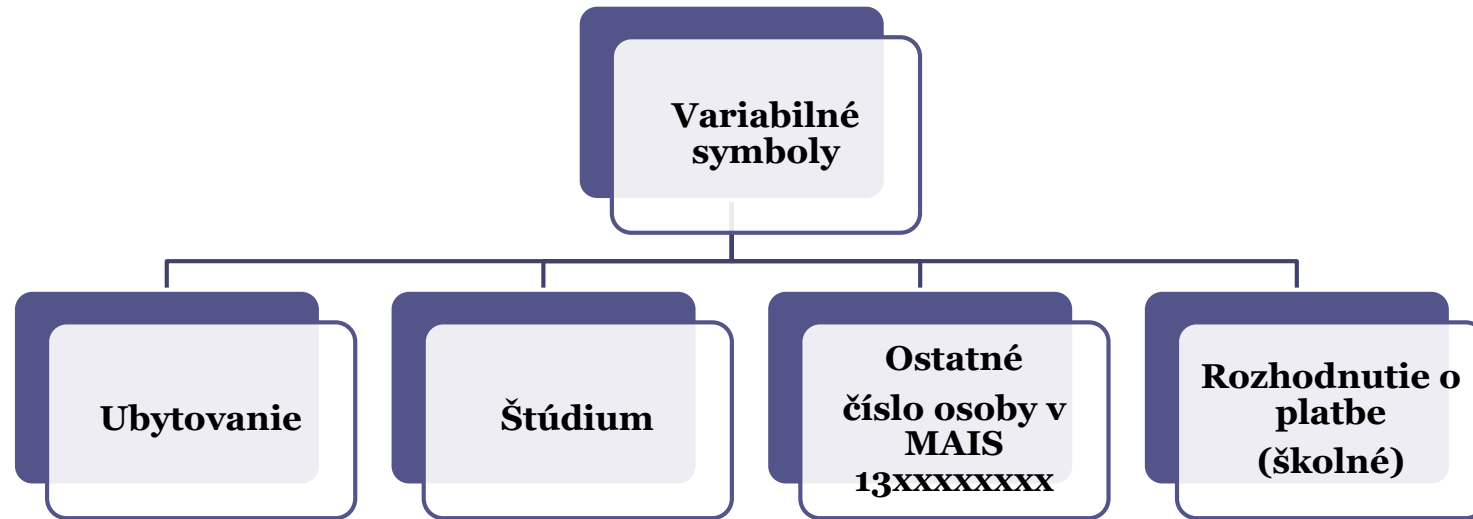 Variabilné
symboly
Ubytovanie
Štúdium
Ostatné
číslo osoby v
MAIS
13xxxxxxxx
Rozhodnutie o
platbe
(školné)